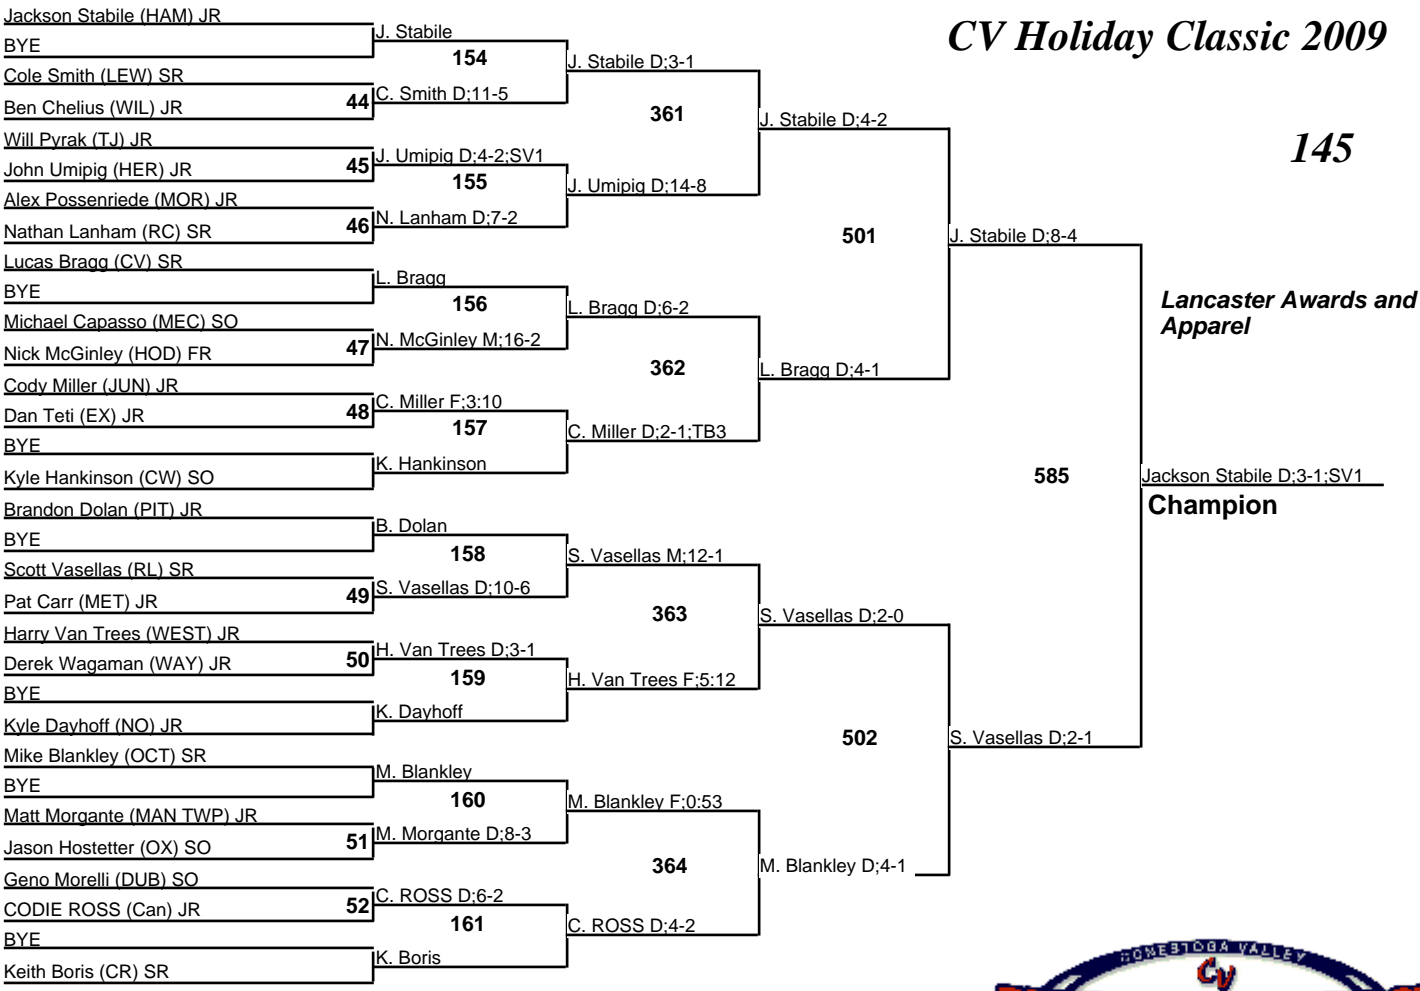 CV Holiday Classic 2009
145
Jackson Stabile (HAM) JR
BYE
Cole Smith (LEW) SR
Ben Chelius (WIL) JR
Will Pyrak (TJ) JR
John Umipig (HER) JR
Alex Possenriede (MOR) JR
Nathan Lanham (RC) SR
Lucas Bragg (CV) SR
BYE
Michael Capasso (MEC) SO
Nick McGinley (HOD) FR
Cody Miller (JUN) JR
Dan Teti (EX) JR
BYE
Kyle Hankinson (CW) SO
Brandon Dolan (PIT) JR
BYE
Scott Vasellas (RL) SR
Pat Carr (MET) JR
Harry Van Trees (WEST) JR
Derek Wagaman (WAY) JR
BYE
Kyle Dayhoff (NO) JR
Mike Blankley (OCT) SR
BYE
Matt Morgante (MAN TWP) JR
Jason Hostetter (OX) SO
Geno Morelli (DUB) SO
CODIE ROSS (Can) JR
BYE
Keith Boris (CR) SR
44
45
46
47
48
49
50
51
52
J. Stabile
154
C. Smith D;11-5
J. Umipig D;4-2;SV1
155
N. Lanham D;7-2
L. Bragg
156
N. McGinley M;16-2
C. Miller F;3:10
157
K. Hankinson
B. Dolan
158
S. Vasellas D;10-6
H. Van Trees D;3-1
159
K. Dayhoff
M. Blankley
160
M. Morgante D;8-3
C. ROSS D;6-2
161
K. Boris
J. Stabile D;3-1
361
J. Umipig D;14-8
L. Bragg D;6-2
362
C. Miller D;2-1;TB3
S. Vasellas M;12-1
363
H. Van Trees F;5:12
M. Blankley F;0:53
364
C. ROSS D;4-2
J. Stabile D;4-2
501
L. Bragg D;4-1
S. Vasellas D;2-0
502
M. Blankley D;4-1
J. Stabile D;8-4
585
S. Vasellas D;2-1
Lancaster Awards and
Apparel
Jackson Stabile D;3-1;SV1
Champion
CONESTOGA VALLEY
CV